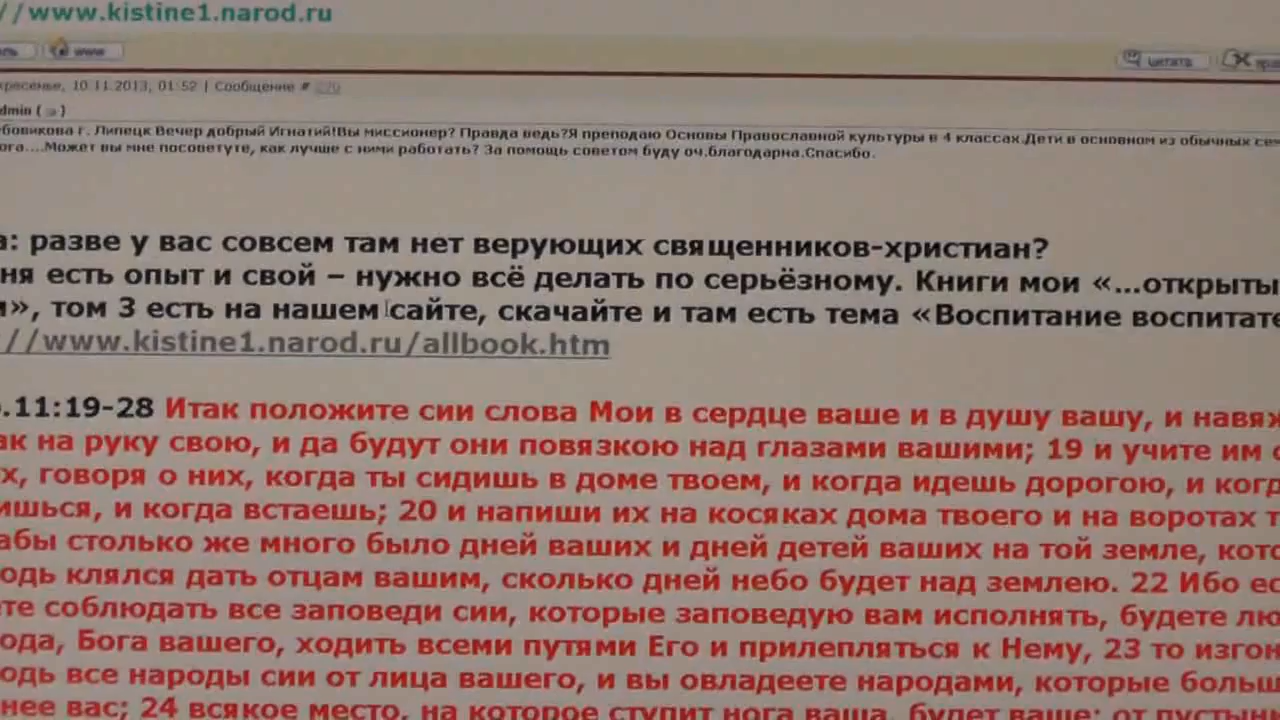 //www.kistine1.narod.ru
www цитата
кресенье, 10.11.2013, 01:52 | Сообщение #
dmin ( )
бовикова г. Липецк Вечер добрый Игнатий!Вы миссионер? Правда ведь?Я преподаю Основы Православной культуры в 4 классах.Дети в основном из обычных сем
ога....Может вы мне посоветуте, как лучше с ними работать? За помощь советом буду оч.благодарна.Спасибо.
а: разве у вас совсем там нет верующих священников-христиан?
ня есть опыт и свой – нужно всё делать по серьёзному. Книги мои «...открыты
и», том 3 есть на нашем сайте, скачайте и там есть тема «Воспитание воспитате
//www.kistine1.narod.ru/allbook.htm
.11:19-28 Итак положите сии слова Мои в сердце ваше и в душу вашу, и навяж
ак на руку свою, и да будут они повязкою над глазами вашими; 19 и учите им с
х, говоря о них, когда ты сидишь в доме твоем, и когда идешь дорогою, и когд
ишься, и когда встаешь; 20 и напиши их на косяках дома твоего и на воротах т
абы столько же много было дней ваших и дней детей ваших на той земле, кото
одь клялся дать отцам вашим, сколько дней небо будет над землею. 22 Ибо ес
ете соблюдать все заповеди сии, которые заповедую вам исполнять, будете лю
ода, Бога вашего, ходить всеми путями Его и прилепляться к Нему, 23 то изгон
одь все народы сии от лица вашего, и вы овладеете народами, которые больш
нее вас; 24 всякое место, на которое ступит нога ваша, будет ваше; от пустын